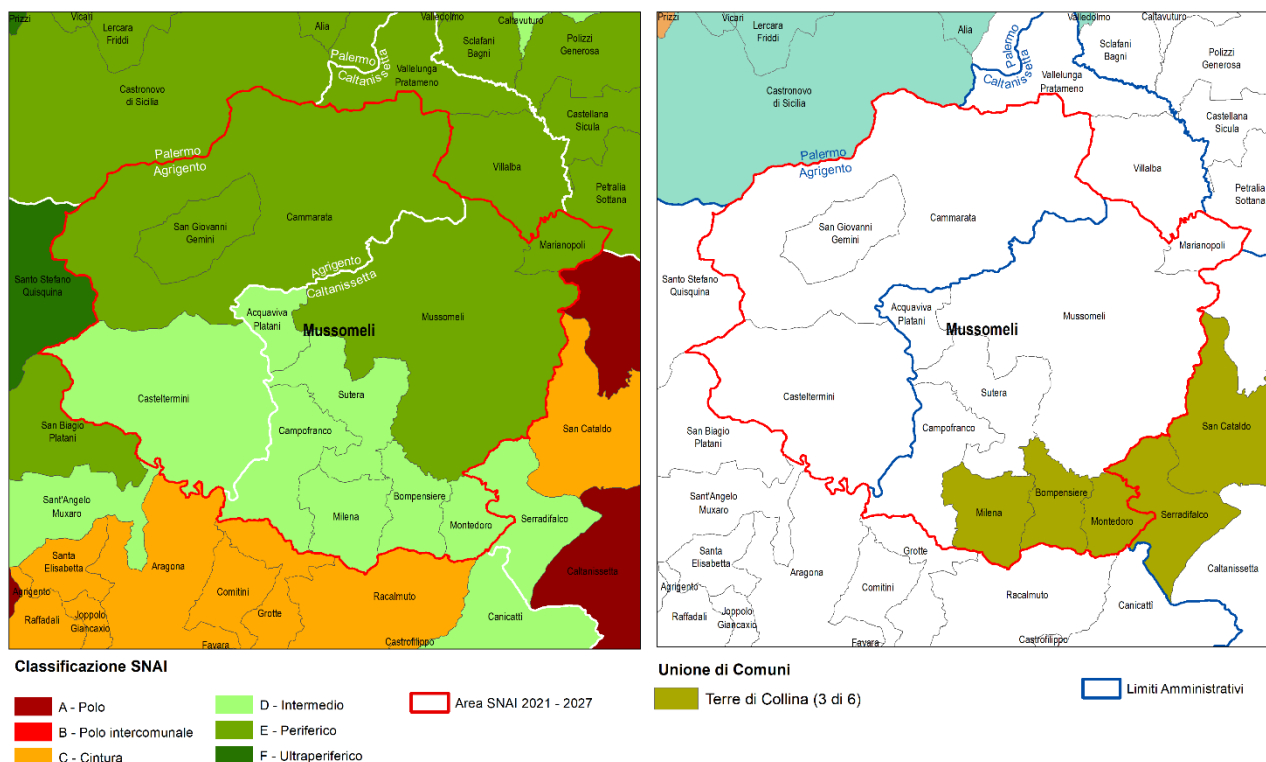 Prizzi
Vicari
Lercara
Friddi
Alia
Valledolmo
Caltavuturo
Sclafani
Bagni
Polizzi
Generosa
Palermo
Caltanissetta
Vallelunga
Pratameno
Castronovo
di Sicilia
Castellana
Sicula
Palermo
Agrigento
Villalba
Petralia
Sottana
San Giovanni
Gemini
Cammarata
Marianopoli
Agrigento
Caltanissetta
Santo Stefano
Quisquina
Acquaviva
Platani
Mussomeli
Mussomeli
Casteltermini
Sutera
San Biagio
Platani
Campofranco
San Cataldo
Sant'Angelo
Muxaro
Bompensiere
Milena
Montedoro
Serradifalco
Santa
Elisabetta
Aragona
Caltanissetta
Agrigento
Raffadali
Joppolo
Giancaxio
Comitini
Grotte
Racalmuto
Canicattì
Favara
Castrofilippo
Prizzi
Vicari
Lercara
Friddi
Alia
Valledolmo
Caltavuturo
Sclafani
Bagni
Polizzi
Generosa
Palermo
Caltanissetta
Vallelunga
Pratameno
Castronovo
di Sicilia
Castellana
Sicula
Palermo
Agrigento
Villalba
Petralia
Sottana
San Giovanni
Gemini
Cammarata
Marianopoli
Santo Stefano
Quisquina
Acquaviva
Platani
Mussomeli
Mussomeli
Casteltermini
Sutera
San Biagio
Platani
Campofranco
San Cataldo
Sant'Angelo
Muxaro
Bompensiere
Milena
Montedoro
Serradifalco
Santa
Elisabetta
Aragona
Grotte
Caltanissetta
Agrigento
Raffadali
Joppolo
Giancaxio
Comitini
Racalmuto
Canicattì
Favara
Castrofilippo
Classificazione SNAI
A - Polo
B - Polo intercomunale
C - Cintura
D - Intermedio
E - Periferico
F - Ultraperiferico
Area SNAI 2021 - 2027
Unione di Comuni
Terre di Collina (3 di 6)
Limiti Amministrativi